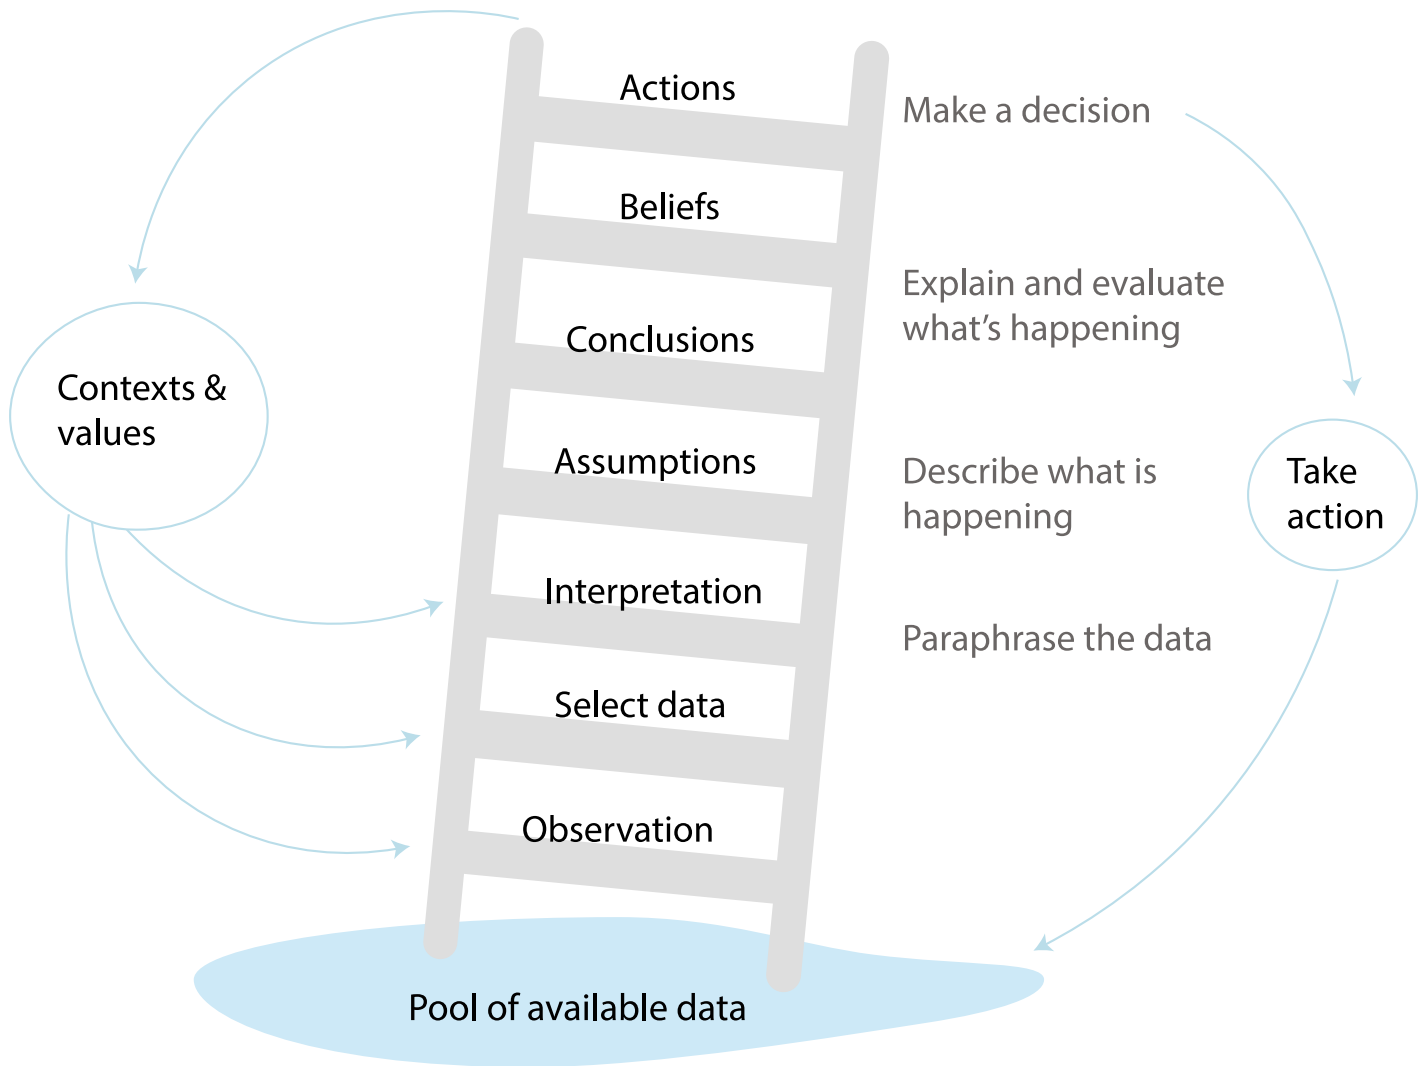 Actions
Make a decision
Beliefs
Explain and evaluate
what’s happening
Conclusions
Contexts &
values
Assumptions
Describe what is
happening
Take
action
Interpretation
Paraphrase the data
Select data
Observation
Pool of available data